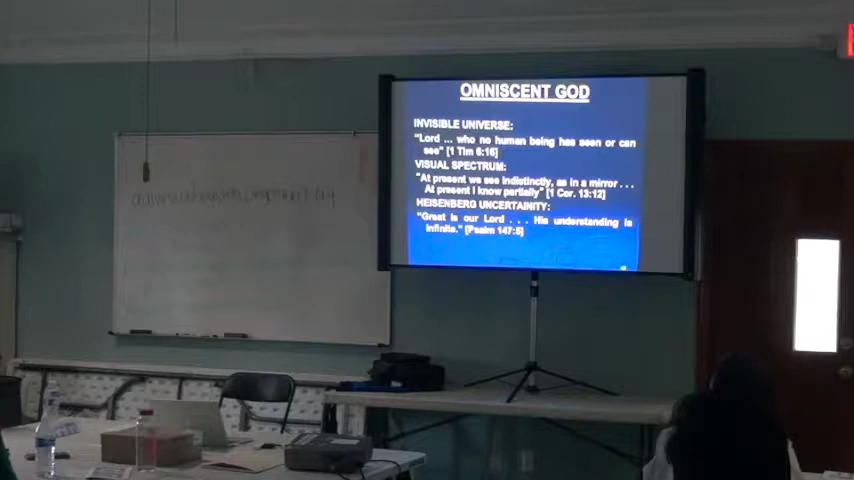 OMNISCENT GOD
INVISIBLE UNIVERSE:
"Lord ... who no human being has seen or can
see" [1 Tim 6:16]
VISUAL SPECTRUM:
"At present we see indistinctly, as in a mirror ...
At present I know partially" [1 Cor. 13:12]
HEISENBERG UNCERTAINITY:
"Great is our Lord . . . His understanding is
infinite." [Psalm 147:5]